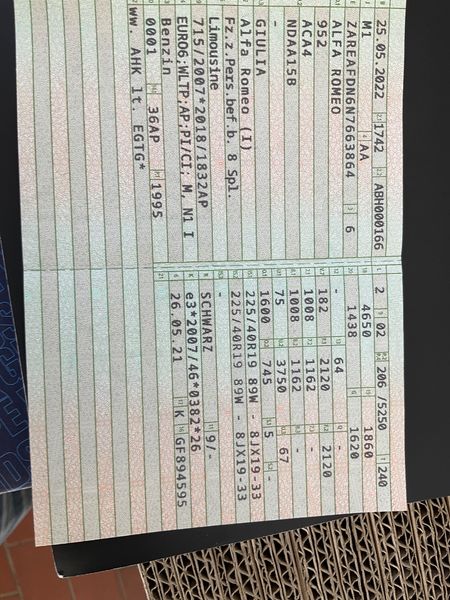 25.05.2022 1742 ABH000166
M1 AA
ZAREAFDN6N7663864 6
ALFA ROMEO
952
ACA4
NDAA15B
-
GIULIA
Alfa Romeo (I)
Fz.z.Pers.bef.b. 8 Spl.
Limousine
715/2007*2018/1832AP
EURO6;WLTP;AP;PI/CI; M, N1 I
Benzin
0001 36AP 1995
ww. AHK lt. EGTG*
2 02 206 /5250 240
4650 1860
1438 1620
- 64 -
182 2120 2120
1008 1162 -
1008 1162 -
75 3750 67
1600 745 5 -
225/40R19 89W - 8JX19-33
225/40R19 89W - 8JX19-33
-
SCHWARZ 9/-
e3*2007/46*0382*26
26.05.21 K GF894595